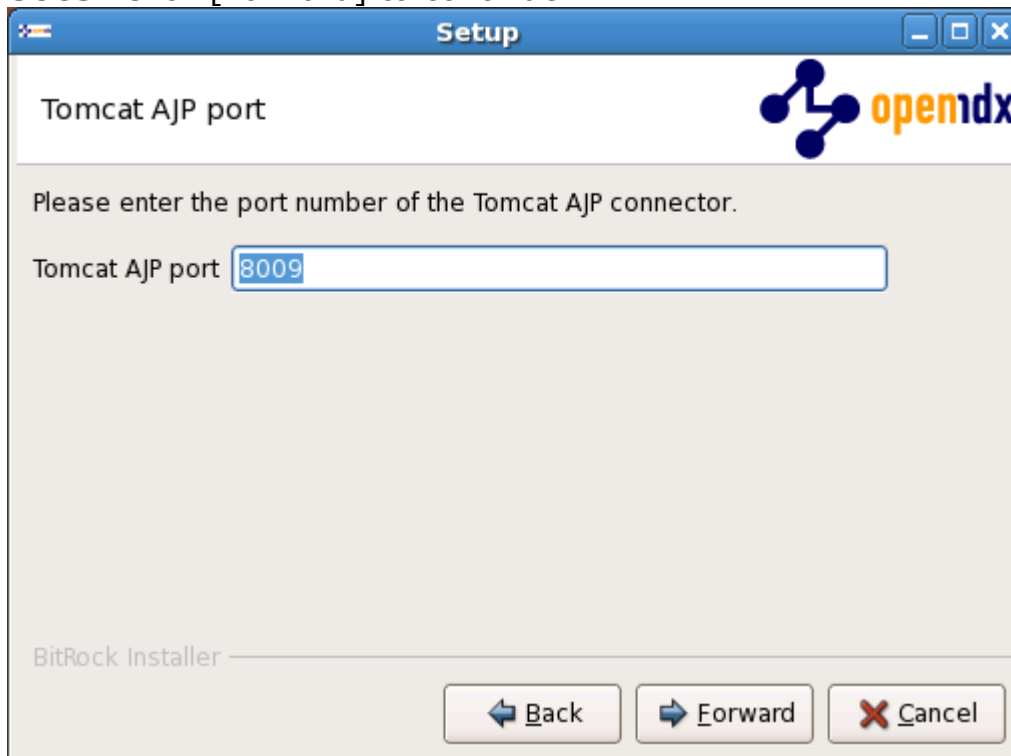 Setup
Tomcat AJP port
openmdx
Please enter the port number of the Tomcat AJP connector.
Tomcat AJP port 8009
BitRock Installer
Back Forward Cancel